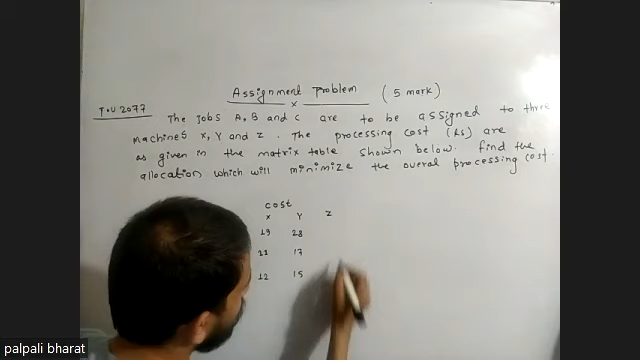 Assignment Problem (5 mark)
T.U 2077
The Jobs A, B and C are to be assigned to three
machines X, Y and Z. The processing cost (Rs) are
as given in the matrix table shown below. Find the
allocation which will minimize the overal processing cost.
cost
X Y Z
19 28
11 17
12 15
palpali bharat